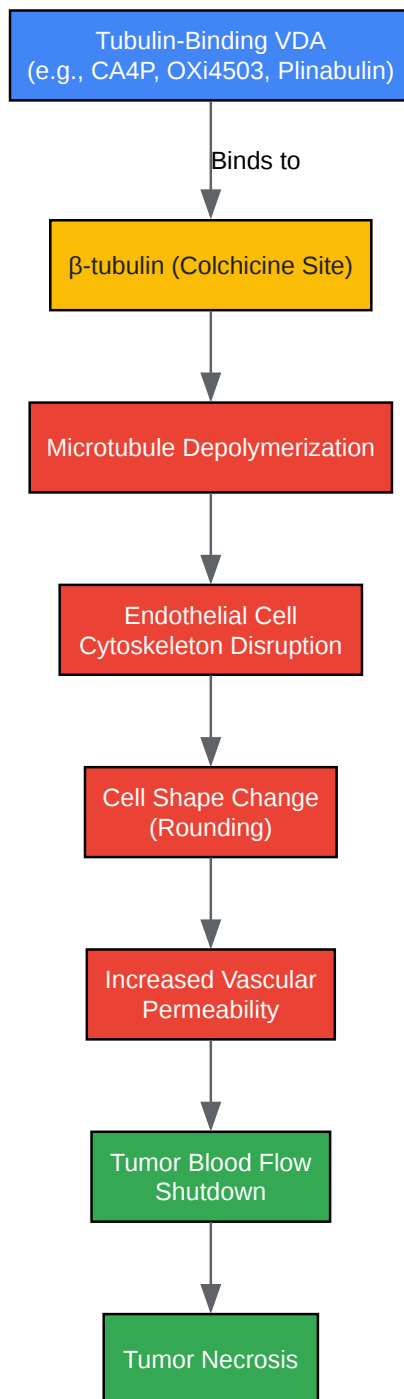 Tubulin-Binding VDA
(e.g., CA4P, OXi4503, Plinabulin)
Binds to
β-tubulin (Colchicine Site)
Microtubule Depolymerization
Endothelial Cell
Cytoskeleton Disruption
Cell Shape Change
(Rounding)
Increased Vascular
Permeability
Tumor Blood Flow
Shutdown
Tumor Necrosis